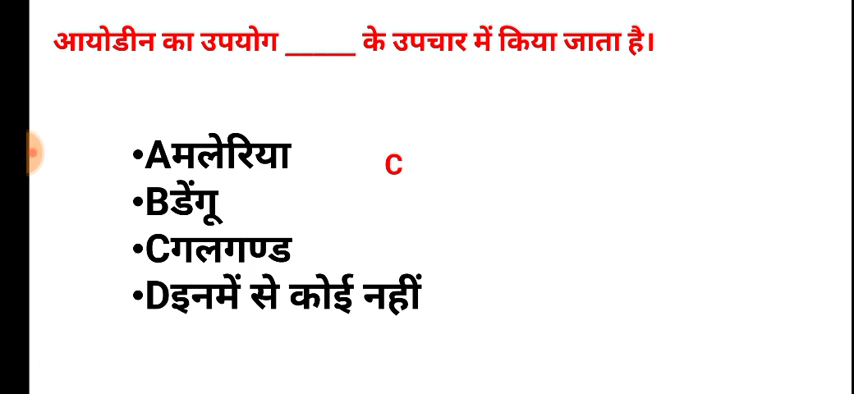 आयोडीन का उपयोग _____ के उपचार में किया जाता है।
•Aमलेरिया
C
•Bडेंगू
•Cगलगण्ड
•Dइनमें से कोई नहीं